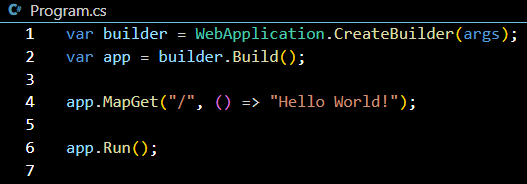 C# Program.cs
1 var builder = WebApplication.CreateBuilder(args);
2 var app = builder.Build();
3
4 app.MapGet("/", () => "Hello World!");
5
6 app.Run();
7